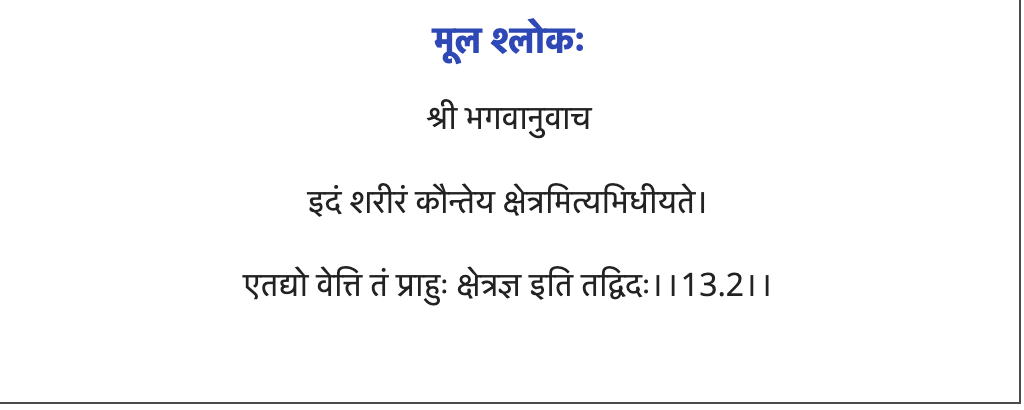 मूल श्लोकः
श्री भगवानुवाच
इदं शरीरं कौन्तेय क्षेत्रमित्यभिधीयते।
एतद्यो वेत्ति तं प्राहुः क्षेत्रज्ञ इति तद्विदः।।13.2।।